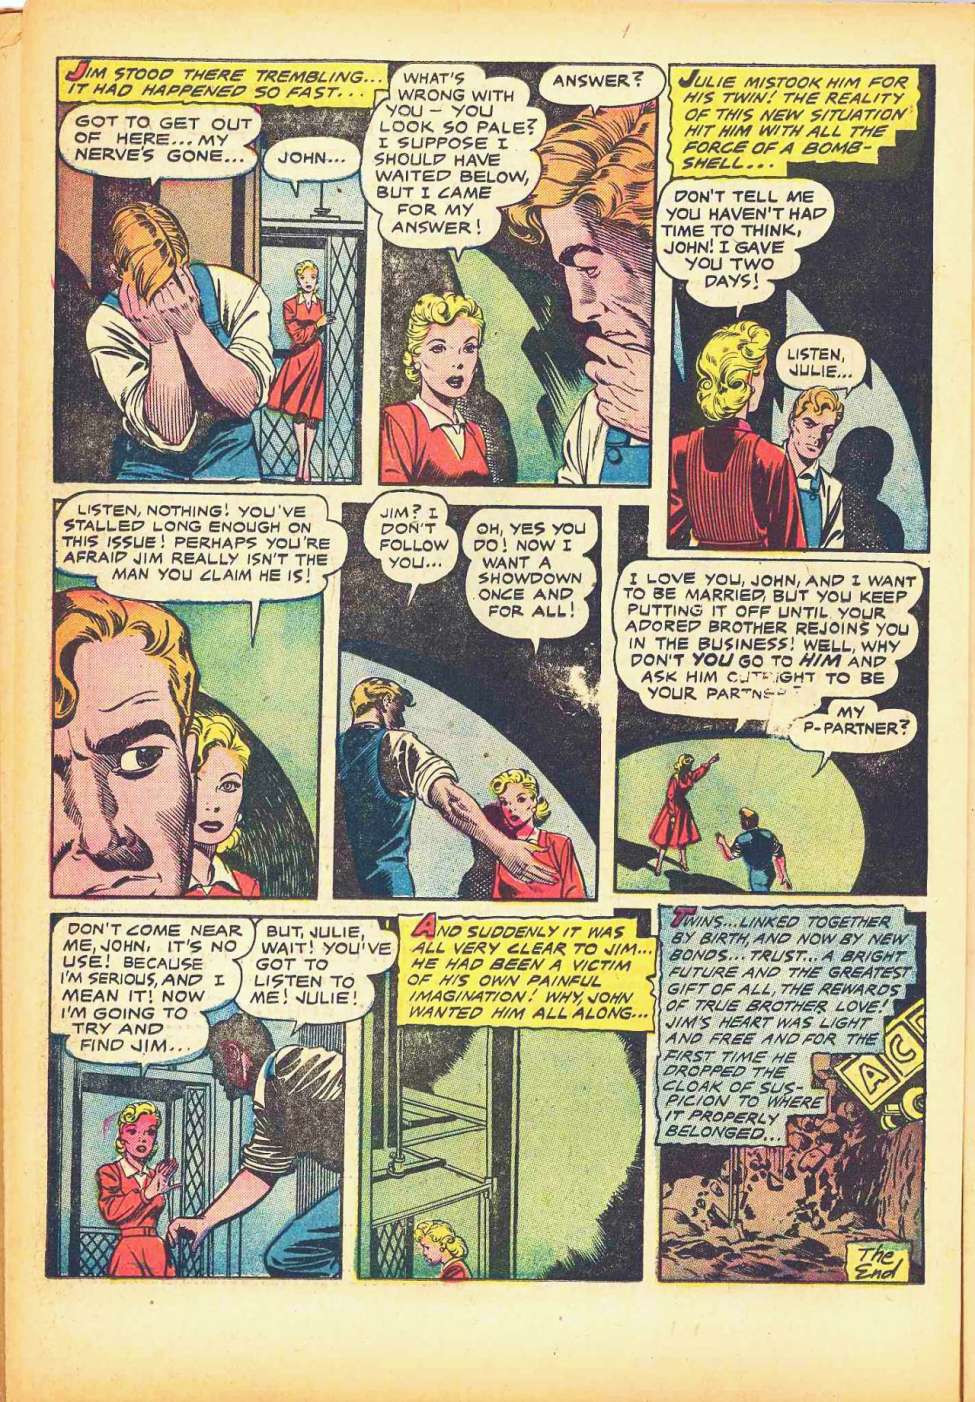 JIM STOOD THERE TREMBLING...
IT HAD HAPPENED SO FAST...
GOT TO GET OUT
OF HERE... MY
NERVE'S GONE...
JOHN...
WHAT'S
WRONG WITH
YOU — YOU
LOOK SO PALE?
I SUPPOSE I
SHOULD HAVE
WAITED BELOW,
BUT I CAME
FOR MY
ANSWER!
ANSWER?
JULIE MISTOOK HIM FOR
HIS TWIN! THE REALITY
OF THIS NEW SITUATION
HIT HIM WITH ALL THE
FORCE OF A BOMB-
SHELL...
DON'T TELL ME
YOU HAVEN'T HAD
TIME TO THINK,
JOHN! I GAVE
YOU TWO
DAYS!
LISTEN,
JULIE...
LISTEN, NOTHING! YOU'VE
STALLED LONG ENOUGH ON
THIS ISSUE! PERHAPS YOU'RE
AFRAID JIM REALLY ISN'T THE
MAN YOU CLAIM HE IS!
JIM? I
DON'T
FOLLOW
YOU...
OH, YES YOU
DO! NOW I
WANT A
SHOWDOWN
ONCE AND
FOR ALL!
I LOVE YOU, JOHN, AND I WANT
TO BE MARRIED, BUT YOU KEEP
PUTTING IT OFF UNTIL YOUR
ADORED BROTHER REJOINS YOU
IN THE BUSINESS! WELL, WHY
DON'T YOU GO TO HIM AND
ASK HIM OUTRIGHT TO BE
YOUR PARTNER?
MY
P-PARTNER?
DON'T COME NEAR
ME, JOHN. IT'S NO
USE! BECAUSE
I'M SERIOUS, AND I
MEAN IT! NOW
I'M GOING TO
TRY AND
FIND JIM...
BUT, JULIE,
WAIT! YOU'VE
GOT TO
LISTEN TO
ME! JULIE!
AND SUDDENLY IT WAS
ALL VERY CLEAR TO JIM...
HE HAD BEEN A VICTIM
OF HIS OWN PAINFUL
IMAGINATION! WHY, JOHN
WANTED HIM ALL ALONG...
TWINS... LINKED TOGETHER
BY BIRTH, AND NOW BY NEW
BONDS... TRUST... A BRIGHT
FUTURE AND THE GREATEST
GIFT OF ALL, THE REWARDS
OF TRUE BROTHER LOVE!
JIM'S HEART WAS LIGHT
AND FREE AND FOR THE
FIRST TIME HE
DROPPED THE
CLOAK OF SUS-
PICION TO WHERE
IT PROPERLY
BELONGED...
AC
The
End